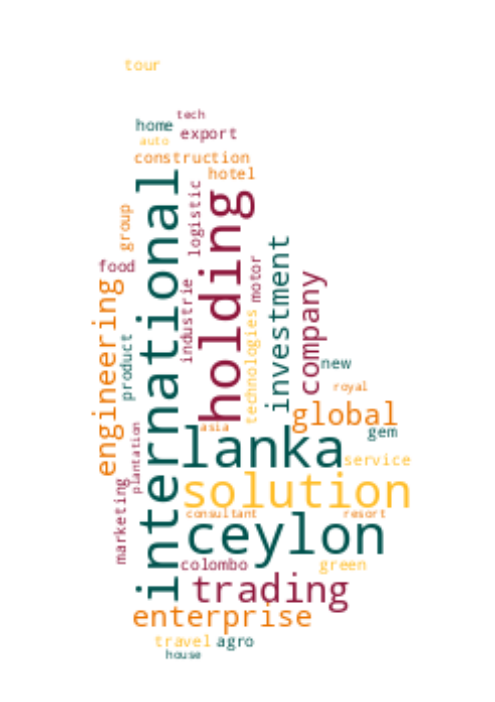 tour
tech
home
export
auto
construction
hotel
international
logistic
holding
group
investment
food
motor
company
engineering
industrie
technologies
product
new
royal
global
asia
gem
lanka
plantation
service
solution
marketing
consultant
resort
ceylon
colombo
green
trading
enterprise
travel
agro
house